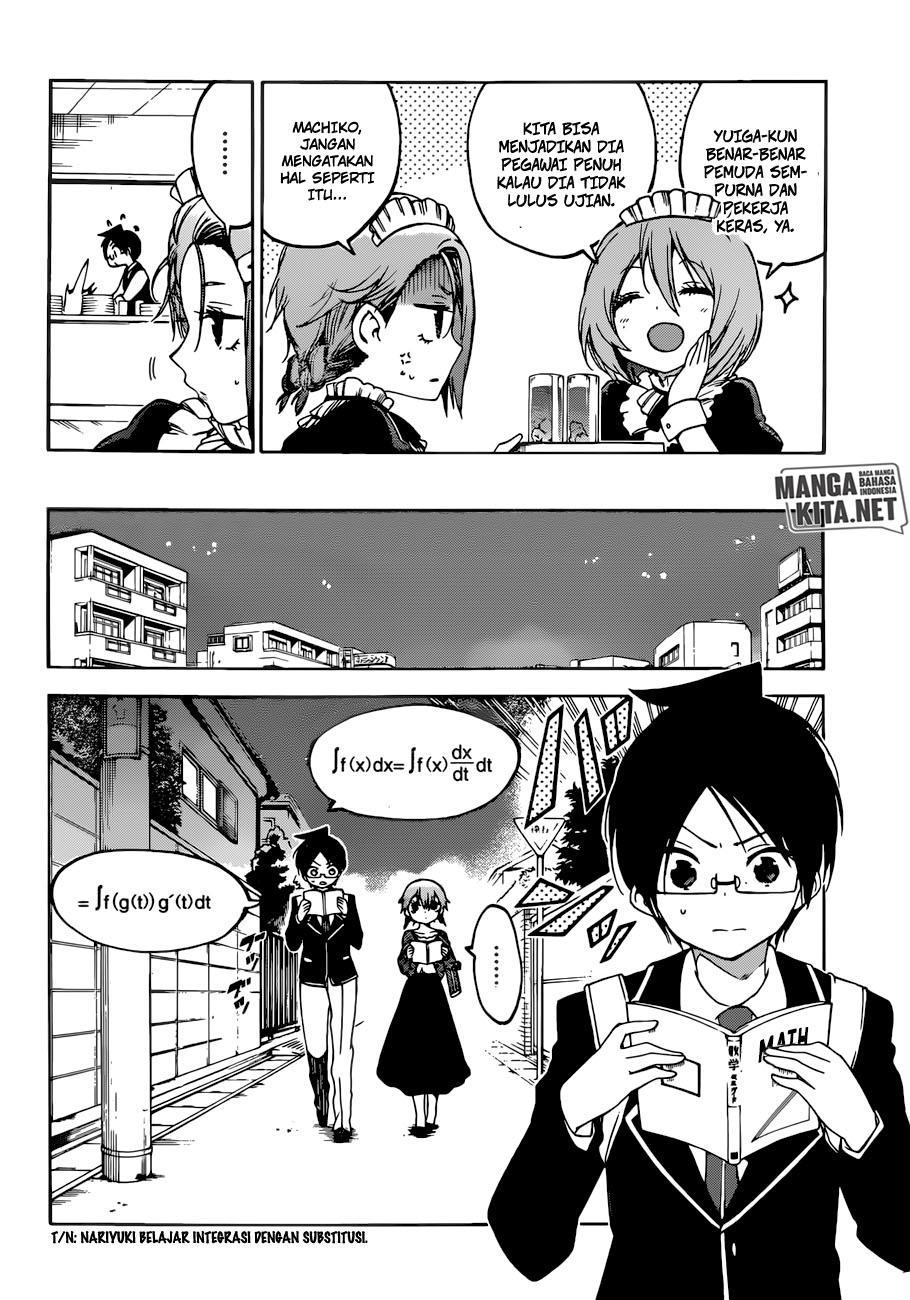 YUIGA-KUN
BENAR-BENAR
PEMUDA SEM-
PURNA DAN
PEKERJA
KERAS, YA.
KITA BISA
MENJADIKAN DIA
PEGAWAI PENUH
KALAU DIA TIDAK
LULUS UJIAN.
MACHIKO,
JANGAN
MENGATAKAN
HAL SEPERTI
ITU...
......
MANGA
KITA.NET
BACA MANGA
BAHASA
INDONESIA
∫f(x)dx=∫f(x) dx/dt dt
= ∫f(g(t))g´(t)dt
......
MATH
数学
T/N: NARIYUKI BELAJAR INTEGRASI DENGAN SUBSTITUSI.